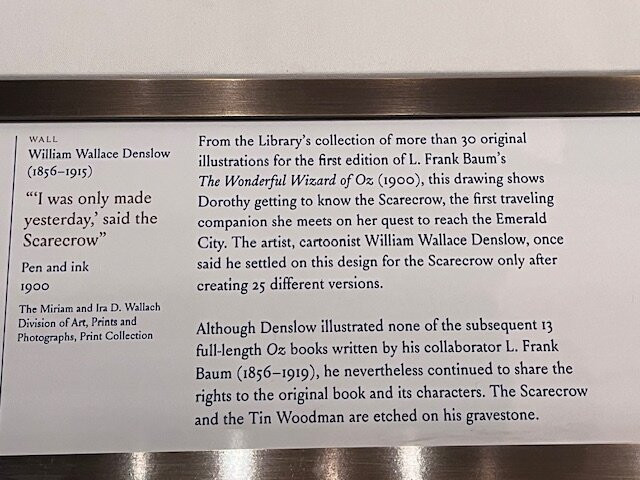 WALL
William Wallace Denslow
(1856–1915)
“‘I was only made
yesterday,’ said the
Scarecrow”
Pen and ink
1900
The Miriam and Ira D. Wallach
Division of Art, Prints and
Photographs, Print Collection
From the Library’s collection of more than 30 original
illustrations for the first edition of L. Frank Baum’s
The Wonderful Wizard of Oz (1900), this drawing shows
Dorothy getting to know the Scarecrow, the first traveling
companion she meets on her quest to reach the Emerald
City. The artist, cartoonist William Wallace Denslow, once
said he settled on this design for the Scarecrow only after
creating 25 different versions.
Although Denslow illustrated none of the subsequent 13
full-length Oz books written by his collaborator L. Frank
Baum (1856–1919), he nevertheless continued to share the
rights to the original book and its characters. The Scarecrow
and the Tin Woodman are etched on his gravestone.